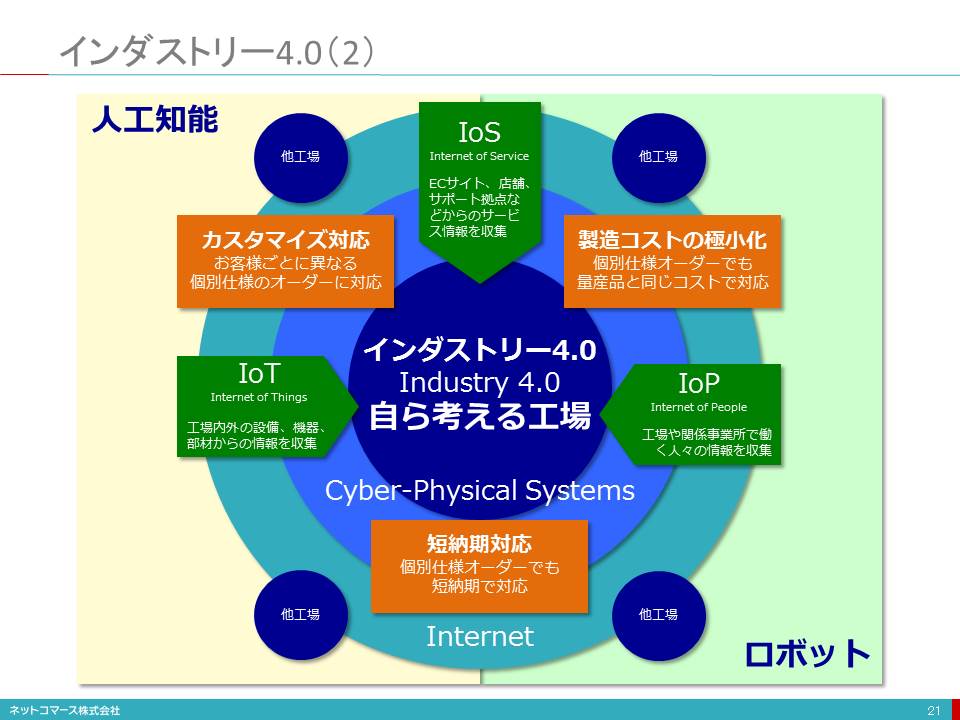 インダストリー4.0（2）
人工知能
他工場
IoS
Internet of Service
ECサイト、店舗、
サポート拠点な
どからのサービ
ス情報を収集
他工場
カスタマイズ対応
お客様ごとに異なる
個別仕様のオーダーに対応
製造コストの極小化
個別仕様オーダーでも
量産品と同じコストで対応
インダストリー4.0
Industry 4.0
自ら考える工場
IoT
Internet of Things
工場内外の設備、機器、
部材からの情報を収集
IoP
Internet of People
工場や関係事業所で働
く人々の情報を収集
Cyber-Physical Systems
短納期対応
個別仕様オーダーでも
短納期で対応
他工場
他工場
Internet
ロボット
ネットコマース株式会社
21